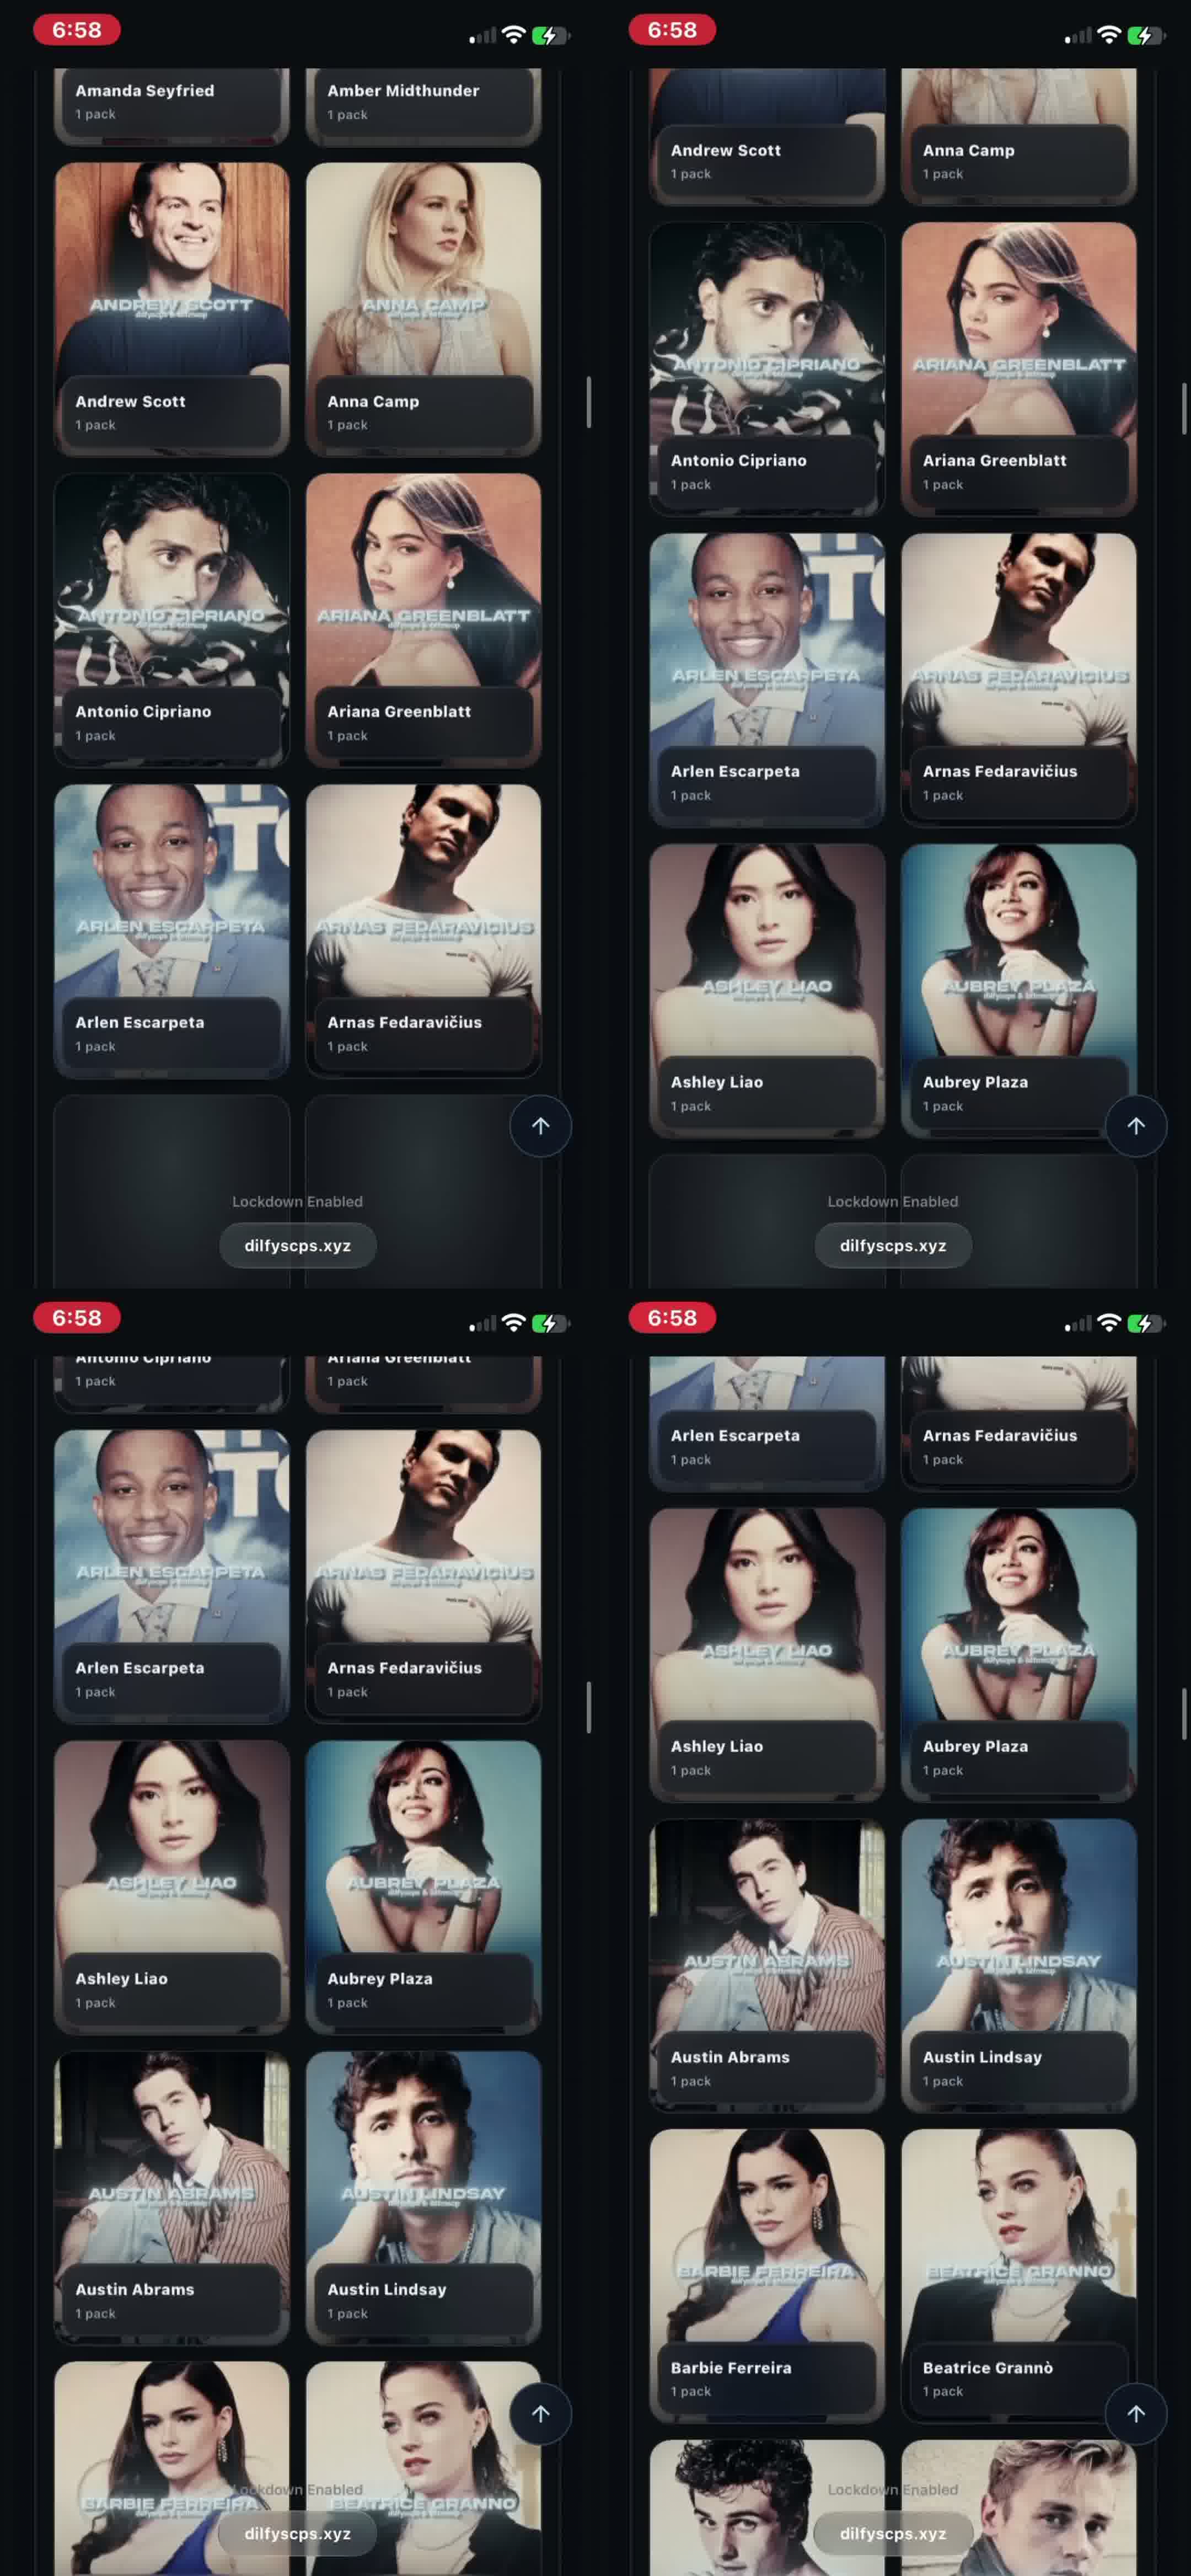 6:58
Amanda Seyfried
1 pack
Amber Midthunder
1 pack
ANDREW SCOTT
Andrew Scott
1 pack
ANNA CAMP
Anna Camp
1 pack
ANTONIO CIPRIANO
Antonio Cipriano
1 pack
ARIANA GREENBLATT
Ariana Greenblatt
1 pack
ARLEN ESCARPETA
Arlen Escarpeta
1 pack
ARNAS FEDARAVICIUS
Arnas Fedaravičius
1 pack
Lockdown Enabled
dilfyscps.xyz
6:58
Andrew Scott
1 pack
Anna Camp
1 pack
ANTONIO CIPRIANO
Antonio Cipriano
1 pack
ARIANA GREENBLATT
Ariana Greenblatt
1 pack
ARLEN ESCARPETA
Arlen Escarpeta
1 pack
ARNAS FEDARAVICIUS
Arnas Fedaravičius
1 pack
ASHLEY LIAO
Ashley Liao
1 pack
AUBREY PLAZA
Aubrey Plaza
1 pack
Lockdown Enabled
dilfyscps.xyz
6:58
Antonio Cipriano
1 pack
Ariana Greenblatt
1 pack
ARLEN ESCARPETA
Arlen Escarpeta
1 pack
ARNAS FEDARAVICIUS
Arnas Fedaravičius
1 pack
ASHLEY LIAO
Ashley Liao
1 pack
AUBREY PLAZA
Aubrey Plaza
1 pack
AUSTIN ABRAMS
Austin Abrams
1 pack
AUSTIN LINDSAY
Austin Lindsay
1 pack
BARBIE FERREIRA
BEATRICE GRANNO
Lockdown Enabled
dilfyscps.xyz
6:58
Arlen Escarpeta
1 pack
Arnas Fedaravičius
1 pack
ASHLEY LIAO
Ashley Liao
1 pack
AUBREY PLAZA
Aubrey Plaza
1 pack
AUSTIN ABRAMS
Austin Abrams
1 pack
AUSTIN LINDSAY
Austin Lindsay
1 pack
BARBIE FERREIRA
Barbie Ferreira
1 pack
BEATRICE GRANNO
Beatrice Grannò
1 pack
Lockdown Enabled
dilfyscps.xyz